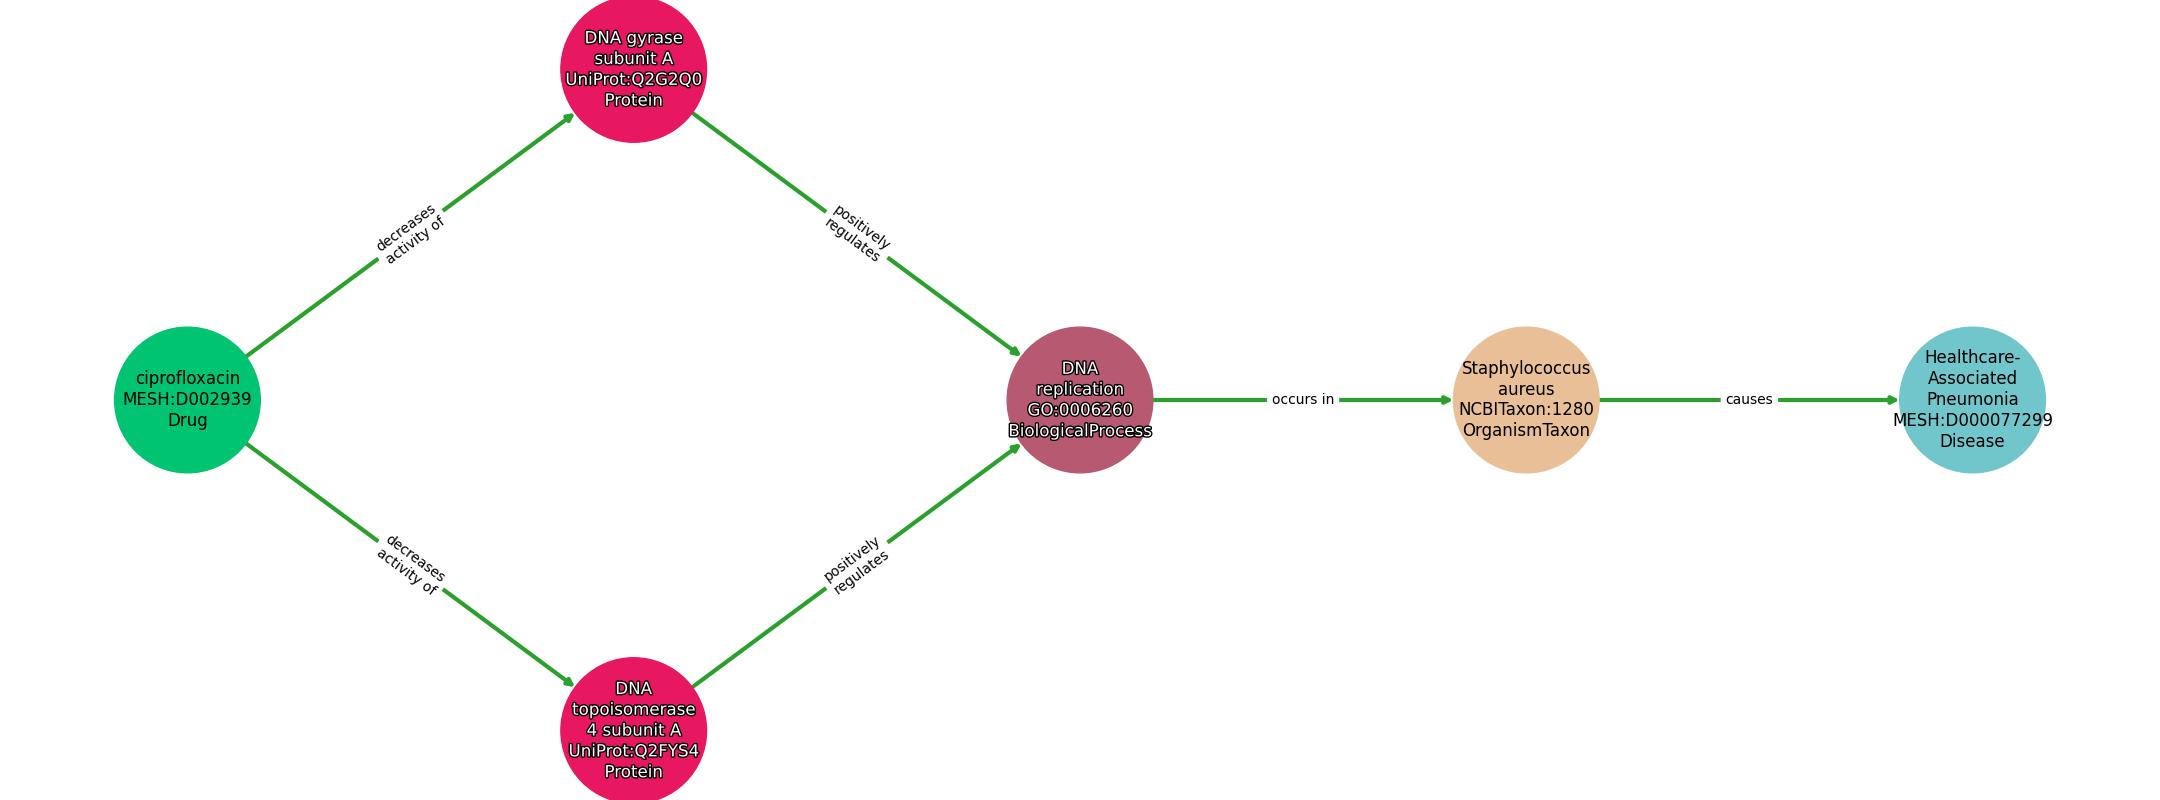 DNA gyrase
subunit A
UniProt:Q2G2Q0
Protein
decreases
activity of
positively
regulates
ciprofloxacin
MESH:D002939
Drug
DNA
replication
GO:0006260
BiologicalProcess
occurs in
Staphylococcus
aureus
NCBITaxon:1280
OrganismTaxon
causes
Healthcare-
Associated
Pneumonia
MESH:D000077299
Disease
decreases
activity of
positively
regulates
DNA
topoisomerase
4 subunit A
UniProt:Q2FYS4
Protein